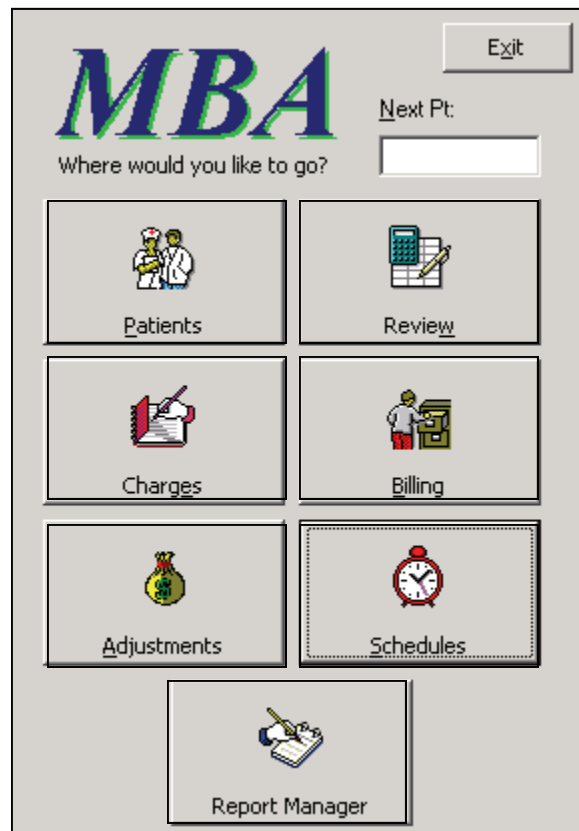 MBA
Exit
Next Pt:
Where would you like to go?
Patients
Review
Charges
Billing
Adjustments
Schedules
Report Manager